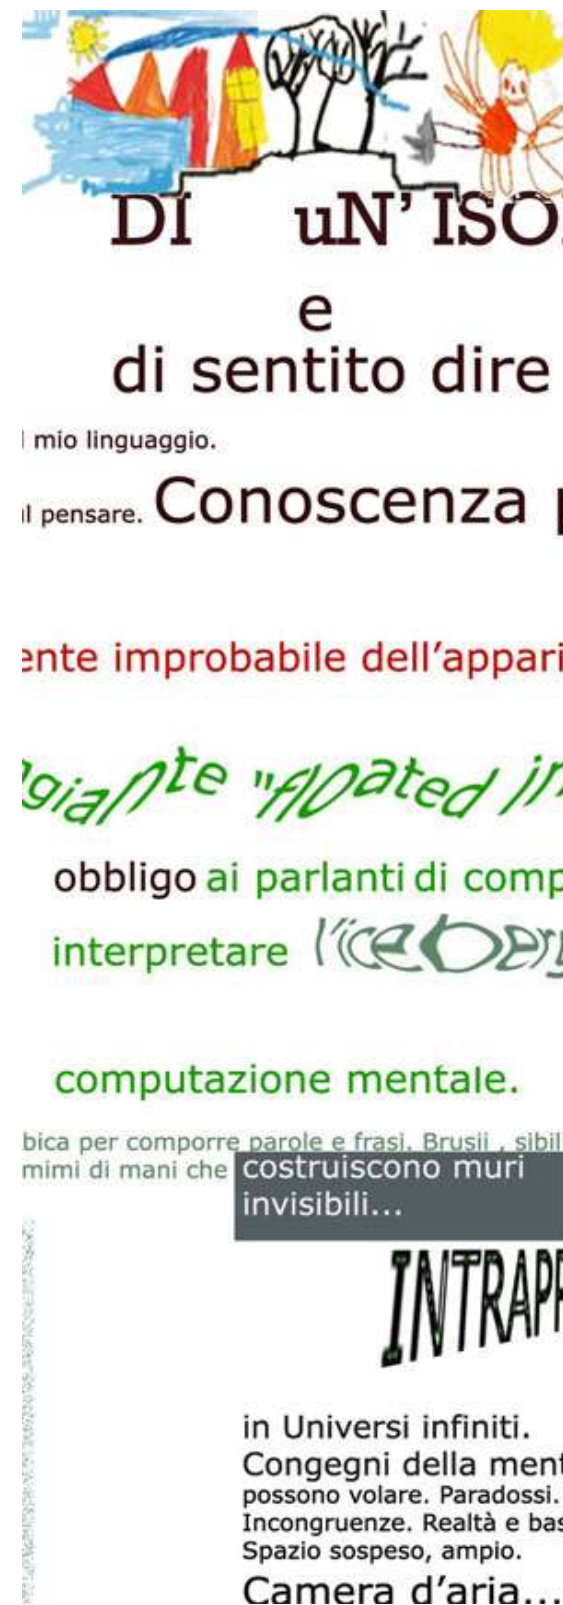 DI uN' ISO
e
di sentito dire
mio linguaggio.
pensare. Conoscenza
ente improbabile dell'appari
"floated in
obbligo ai parlanti di comp
interpretare l'iceberg
computazione mentale.
bica per comporre parole e frasi. Brusii , sibil
mimi di mani che costruiscono muri
invisibili...
INTRAPP
in Universi infiniti.
Congegni della ment
possono volare. Paradossi.
Incongruenze. Realtà e bas
Spazio sospeso, ampio.
Camera d'aria...